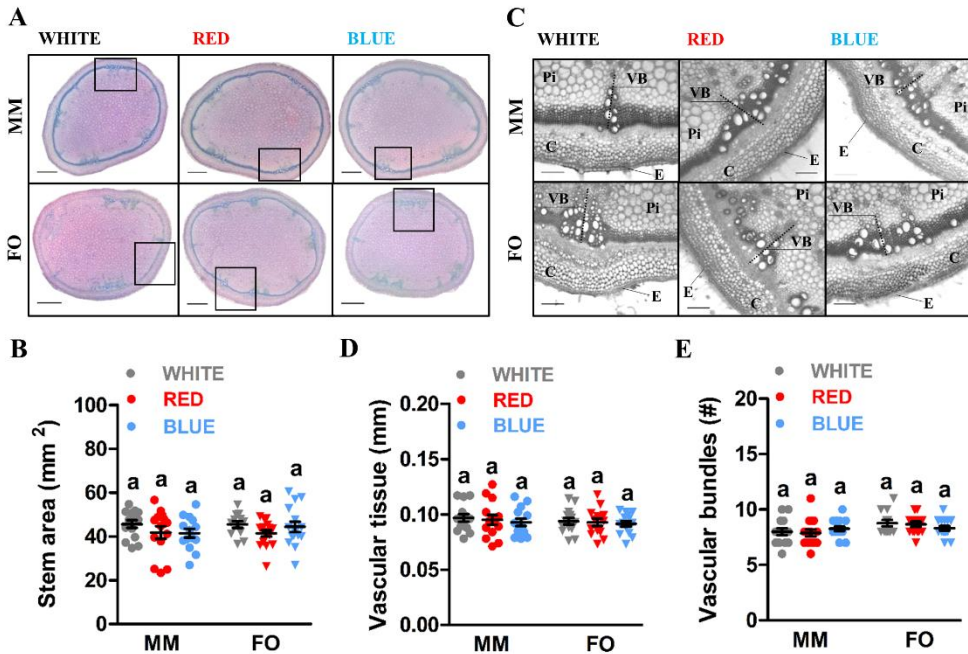 A
WHITE RED BLUE
MM
FO
C
WHITE RED BLUE
MM
Pi VB C E
VB Pi C E
VB Pi E C
FO
VB Pi C E
Pi VB E C
Pi VB C E
B
WHITE
RED
BLUE
Stem area (mm 2)
100
80
60
40
20
0
a a a a a a
MM FO
D
WHITE
RED
BLUE
Vascular tissue (mm)
0.20
0.15
0.10
0.05
0.00
a a a a a a
MM FO
E
WHITE
RED
BLUE
Vascular bundles (#)
20
15
10
5
0
a a a a a a
MM FO